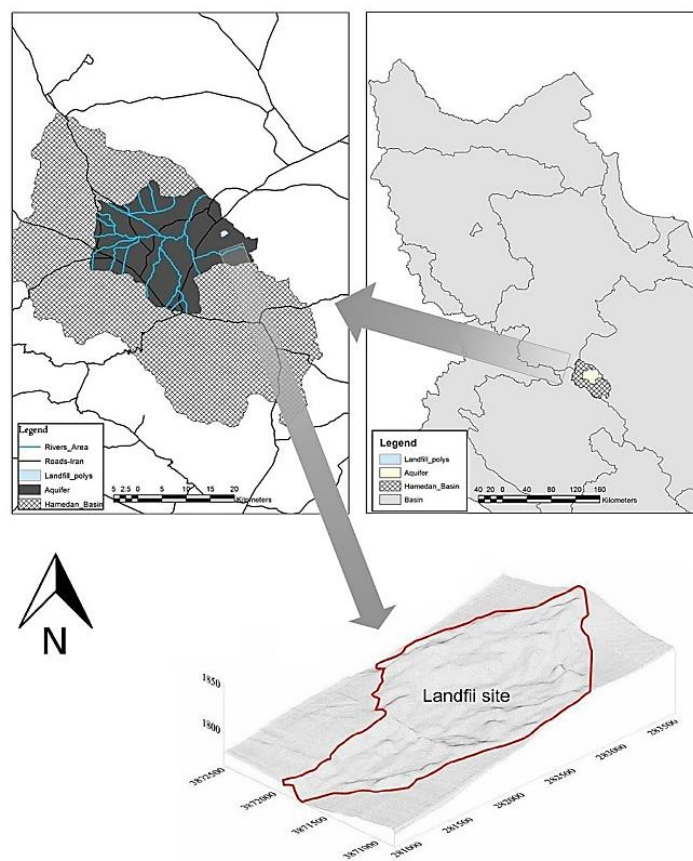 Legend
Rivers_Area
Roads-Iran
Landfill_polys
Aquifer
Hamedan_Basin
5 2.5 0 5 10 15 20
Kilometers
Legend
Landfill_polys
Aquifer
Hamedan_Basin
Basin
40 20 0 40 80 120 160
Kilometers
N
Landfii site
1850
1800
3872500
3872000
3871500
3871000
281000
281500
282000
282500
283000
283500